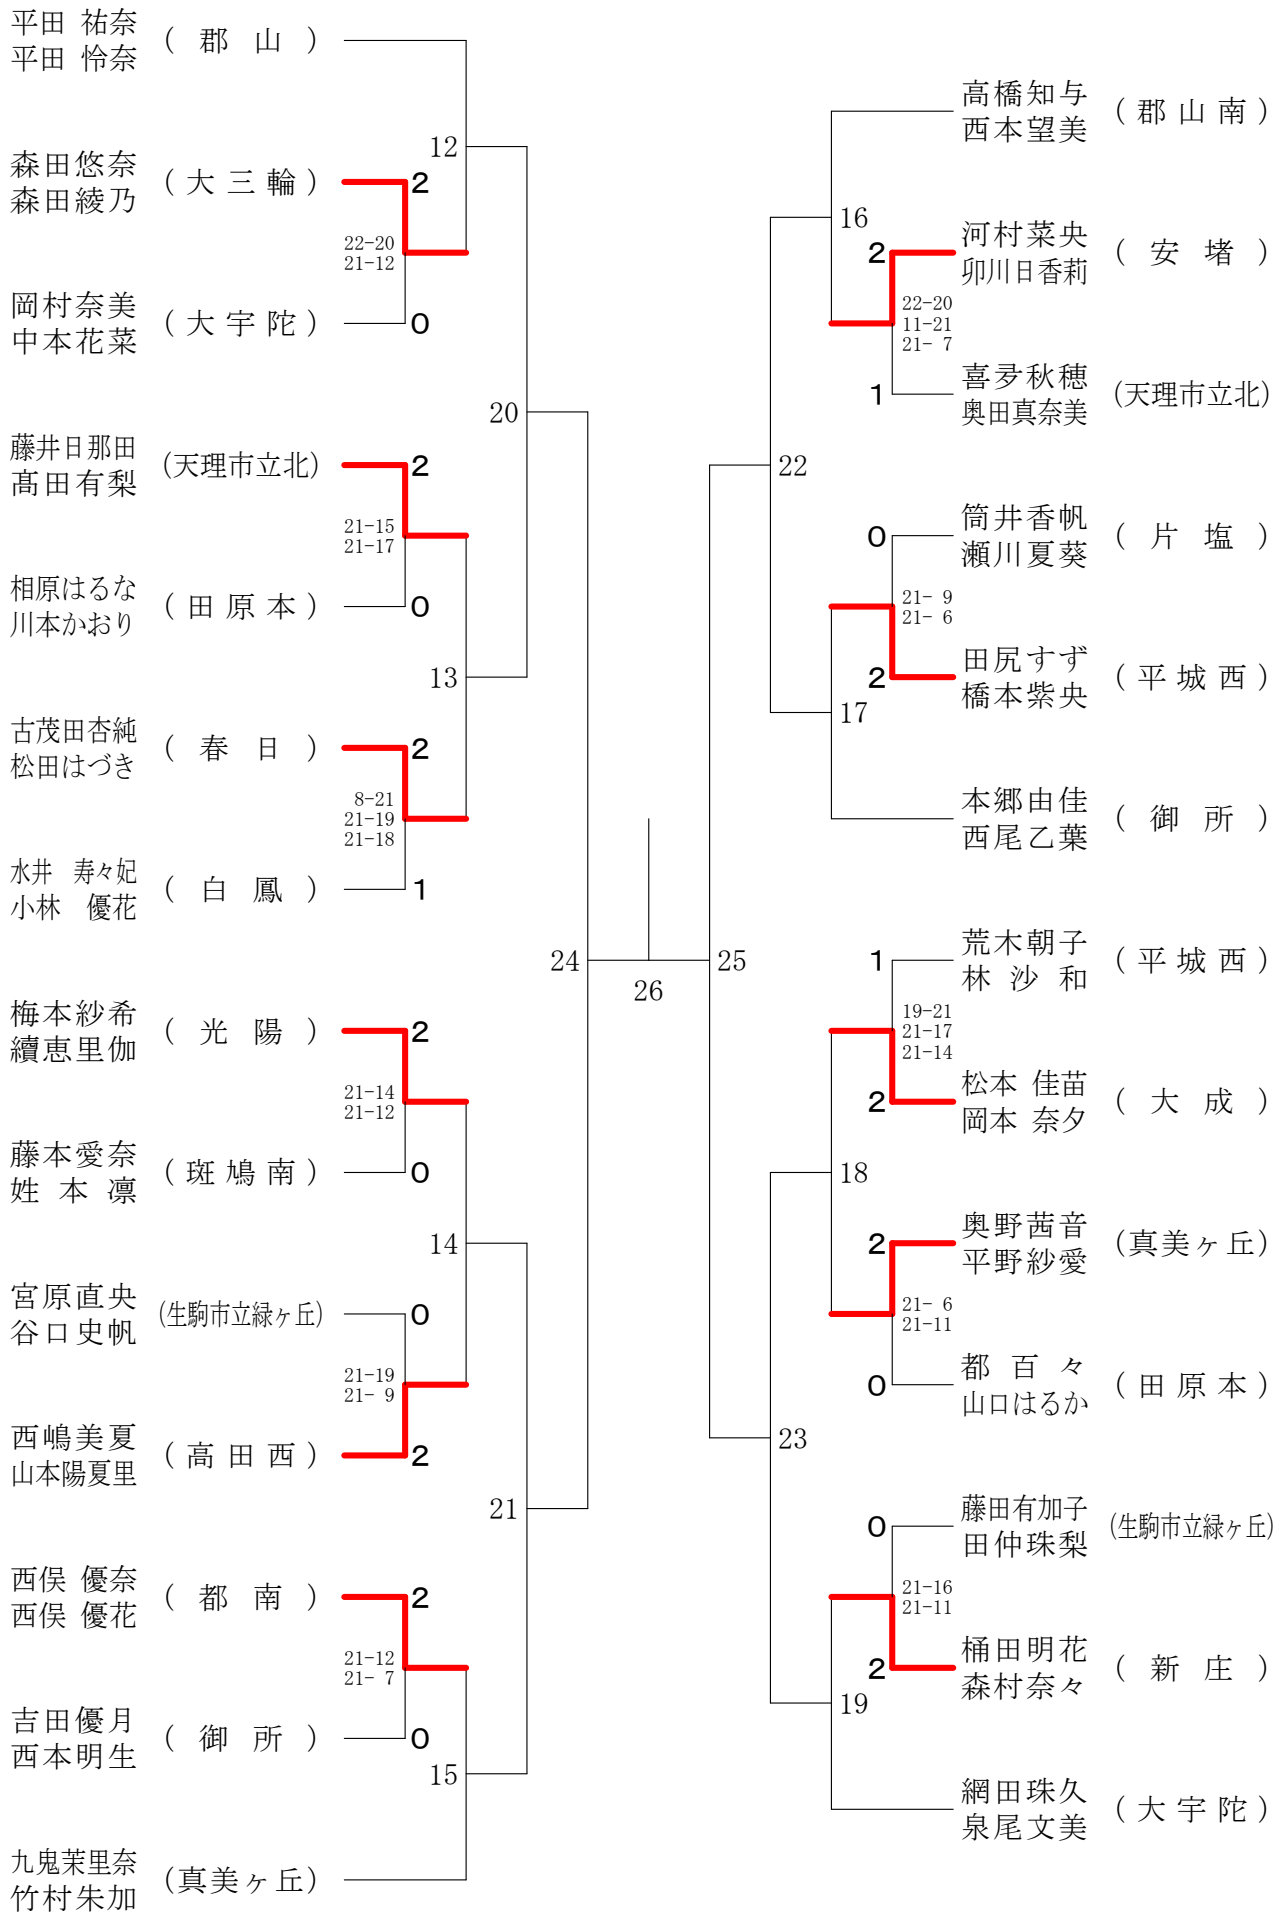 平田 祐奈
平田 怜奈
( 郡 山 )
12
森田悠奈
森田綾乃
( 大 三 輪 )
2
22-20
21-12
岡村奈美
中本花菜
( 大 宇 陀 )
0
20
藤井日那田
髙田有梨
(天理市立北)
2
21-15
21-17
相原はるな
川本かおり
( 田 原 本 )
0
13
古茂田杏純
松田はづき
( 春 日 )
2
8-21
21-19
21-18
水井 寿々妃
小林 優花
( 白 鳳 )
1
24
梅本紗希
續恵里伽
( 光 陽 )
2
21-14
21-12
藤本愛奈
姓 本 凛
( 斑 鳩 南 )
0
14
宮原直央
谷口史帆
(生駒市立緑ヶ丘)
0
21-19
21- 9
西嶋美夏
山本陽夏里
( 高 田 西 )
2
21
西俣 優奈
西俣 優花
( 都 南 )
2
21-12
21- 7
吉田優月
西本明生
( 御 所 )
0
15
九鬼茉里奈
竹村朱加
(真美ヶ丘)
26
高橋知与
西本望美
( 郡 山 南 )
16
河村菜央
卯川日香莉
( 安 堵 )
2
22-20
11-21
21- 7
喜多秋穂
奥田真奈美
(天理市立北)
1
22
筒井香帆
瀬川夏葵
( 片 塩 )
0
21- 9
21- 6
田尻すず
橋本紫央
( 平 城 西 )
2
17
本郷由佳
西尾乙葉
( 御 所 )
25
荒木朝子
林 沙 和
( 平 城 西 )
1
19-21
21-17
21-14
松本 佳苗
岡本 奈夕
( 大 成 )
2
18
奥野茜音
平野紗愛
(真美ヶ丘)
2
21- 6
21-11
都 百 々
山口はるか
( 田 原 本 )
0
23
藤田有加子
田仲珠梨
(生駒市立緑ヶ丘)
0
21-16
21-11
桶田明花
森村奈々
( 新 庄 )
2
19
網田珠久
泉尾文美
( 大 宇 陀 )